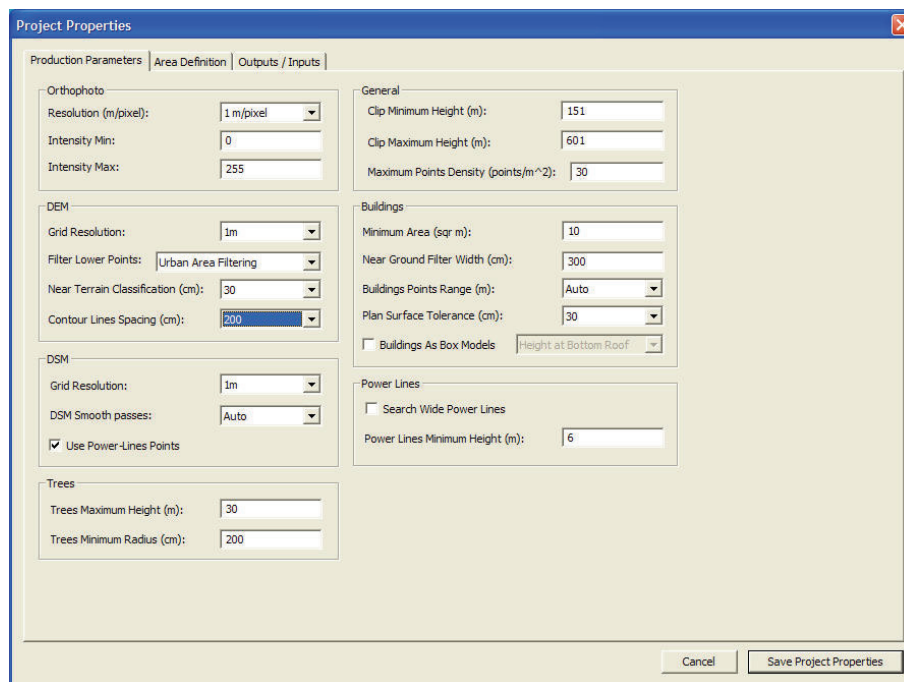 Project Properties
Production Parameters
Area Definition
Outputs / Inputs
Orthophoto
Resolution (m/pixel): 1 m/pixel
Intensity Min: 0
Intensity Max: 255
DEM
Grid Resolution: 1m
Filter Lower Points: Urban Area Filtering
Near Terrain Classification (cm): 30
Contour Lines Spacing (cm): 200
DSM
Grid Resolution: 1m
DSM Smooth passes: Auto
Use Power-Lines Points
Trees
Trees Maximum Height (m): 30
Trees Minimum Radius (cm): 200
General
Clip Minimum Height (m): 151
Clip Maximum Height (m): 601
Maximum Points Density (points/m^2): 30
Buildings
Minimum Area (sqr m): 10
Near Ground Filter Width (cm): 300
Buildings Points Range (m): Auto
Plan Surface Tolerance (cm): 30
Buildings As Box Models Height at Bottom Roof
Power Lines
Search Wide Power Lines
Power Lines Minimum Height (m): 6
Cancel
Save Project Properties